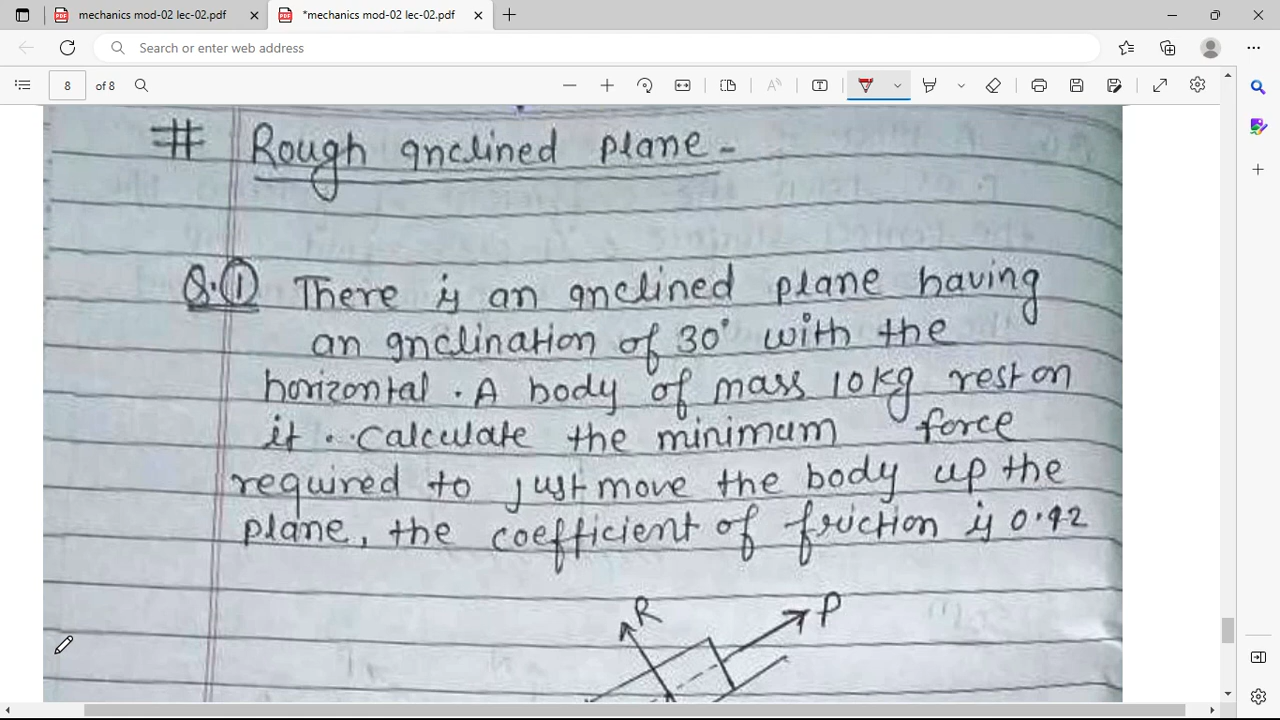 mechanics mod-02 lec-02.pdf
*mechanics mod-02 lec-02.pdf
Search or enter web address
8 of 8
# Rough inclined plane -
Q.① There is an inclined plane having
an inclination of 30° with the
horizontal. A body of mass 10kg rest on
it. Calculate the minimum force
required to just move the body up the
plane, the coefficient of friction is 0.42
R
P